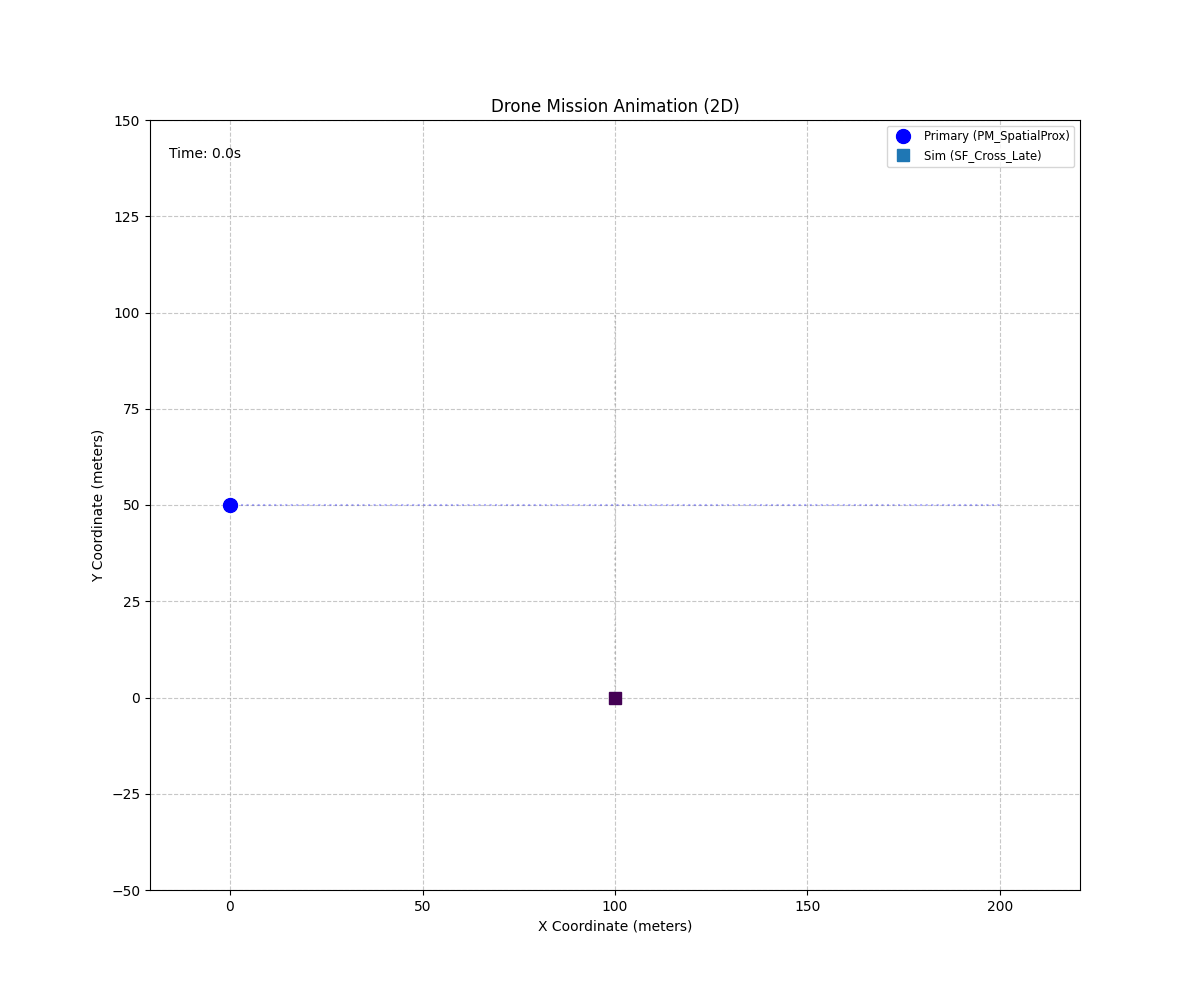 Drone Mission Animation (2D)
Time: 0.0s
Primary (PM_SpatialProx)
Sim (SF_Cross_Late)
150
125
100
75
50
25
0
−25
−50
Y Coordinate (meters)
0
50
100
150
200
X Coordinate (meters)